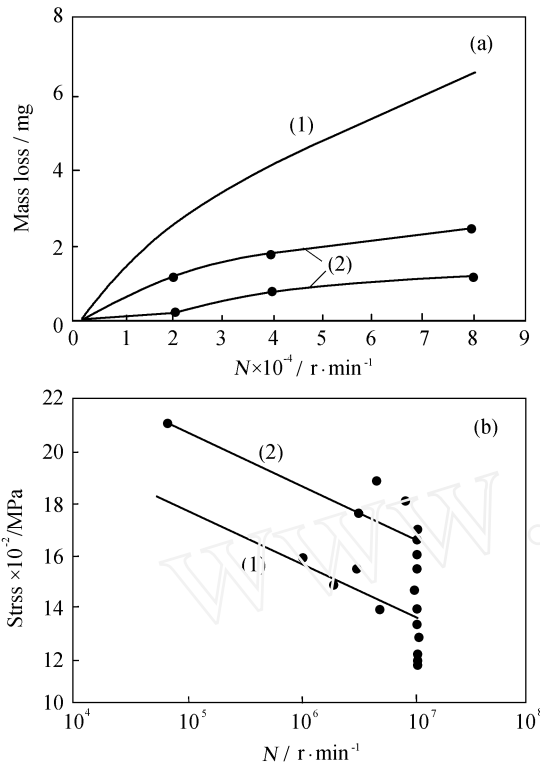 8
(a)
6
(1)
4
2
(2)
0
0 1 2 3 4 5 6 7 8 9
Mass loss / mg
N×10⁻⁴ / r·min⁻¹
22
(b)
20
(2)
18
16
(1)
14
12
10
10⁴ 10⁵ 10⁶ 10⁷ 10⁸
Strss ×10⁻²/MPa
N / r·min⁻¹
www.